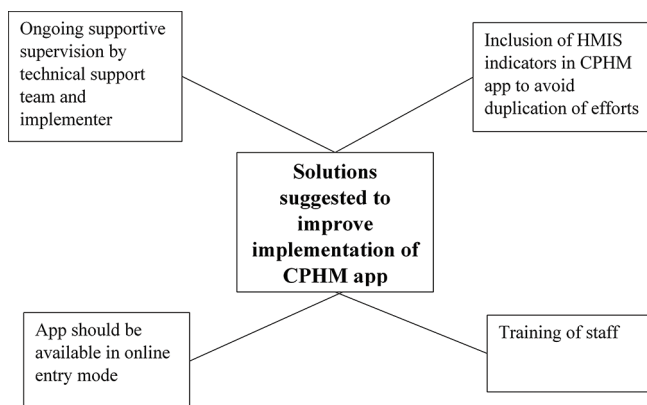 Ongoing supportive
supervision by
technical support
team and
implementer
Inclusion of HMIS
indicators in CPHM
app to avoid
duplication of efforts
Solutions
suggested to
improve
implementation of
CPHM app
App should be
available in online
entry mode
Training of staff